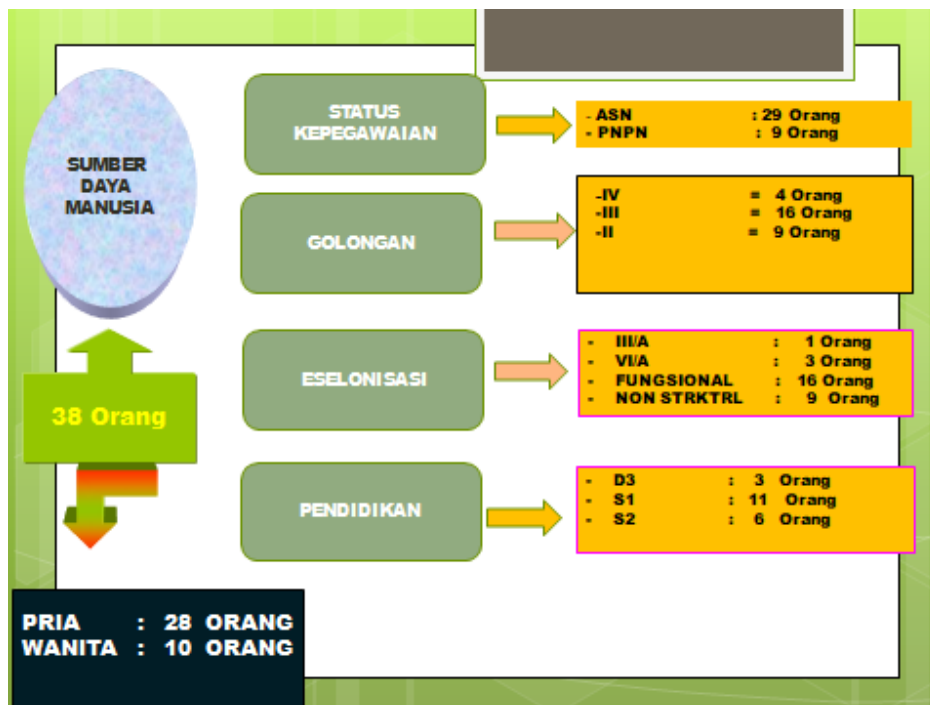 SUMBER
DAYA
MANUSIA
38 Orang
PRIA : 28 ORANG
WANITA : 10 ORANG
STATUS
KEPEGAWAIAN
- ASN : 29 Orang
- PNPN : 9 Orang
GOLONGAN
-IV = 4 Orang
-III = 16 Orang
-II = 9 Orang
ESELONISASI
- III/A : 1 Orang
- VI/A : 3 Orang
- FUNGSIONAL : 16 Orang
- NON STRKTRL : 9 Orang
PENDIDIKAN
- D3 : 3 Orang
- S1 : 11 Orang
- S2 : 6 Orang